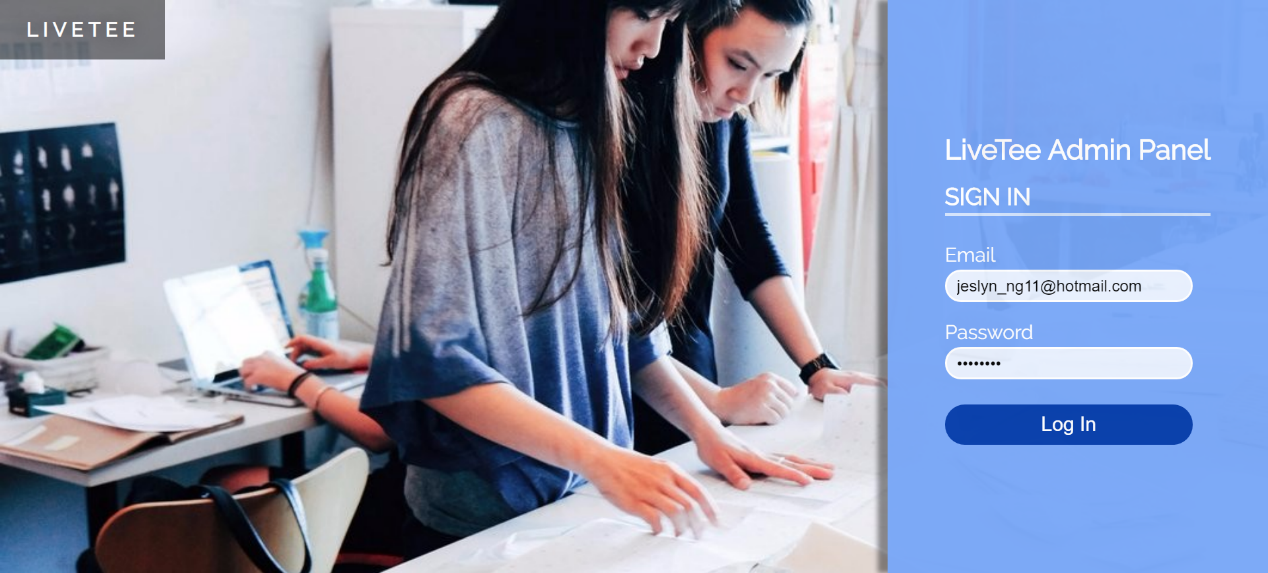 LIVETEE
LiveTee Admin Panel
SIGN IN
Email
jeslyn_ng11@hotmail.com
Password
••••••••
Log In